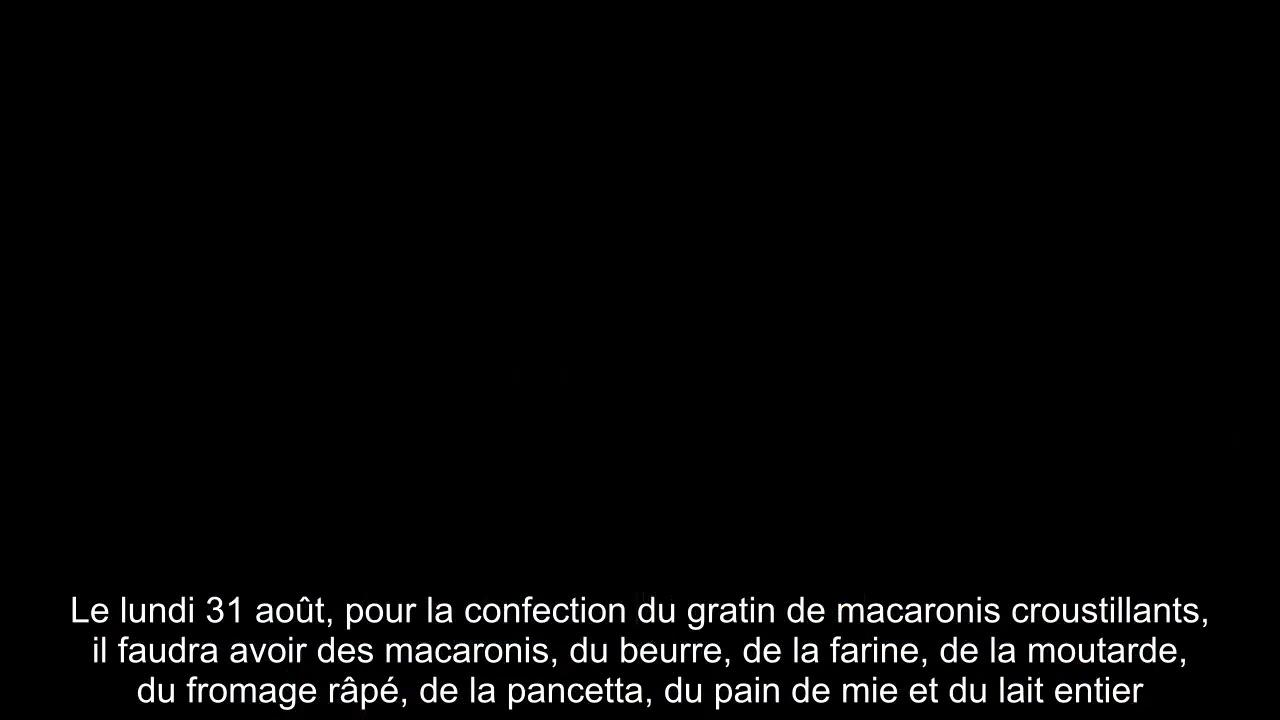 Le lundi 31 août, pour la confection du gratin de macaronis croustillants,
il faudra avoir des macaronis, du beurre, de la farine, de la moutarde,
du fromage râpé, de la pancetta, du pain de mie et du lait entier